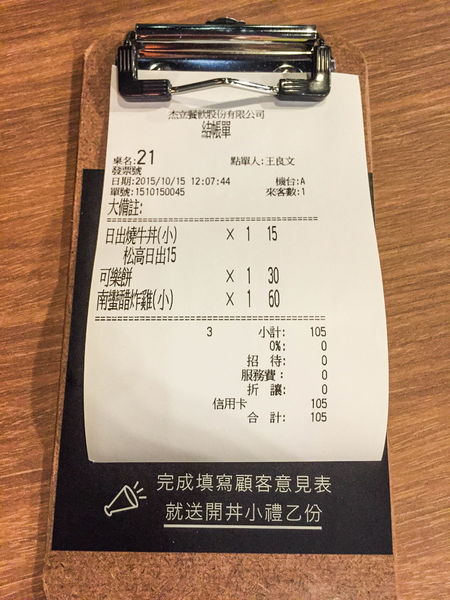 杰立餐飲股份有限公司
結帳單
桌名:21 點單人:王良文
發票號
日期:2015/10/15 12:07:44 機台:A
單號:1510150045 來客數:1
大備註:
日出燒牛丼(小) × 1 15
松高日出15
可樂餅 × 1 30
南蠻醋炸雞(小) × 1 60
3 小計: 105
0%: 0
招 待: 0
服務費: 0
折 讓: 0
信用卡 105
合 計: 105
完成填寫顧客意見表
就送開丼小禮乙份